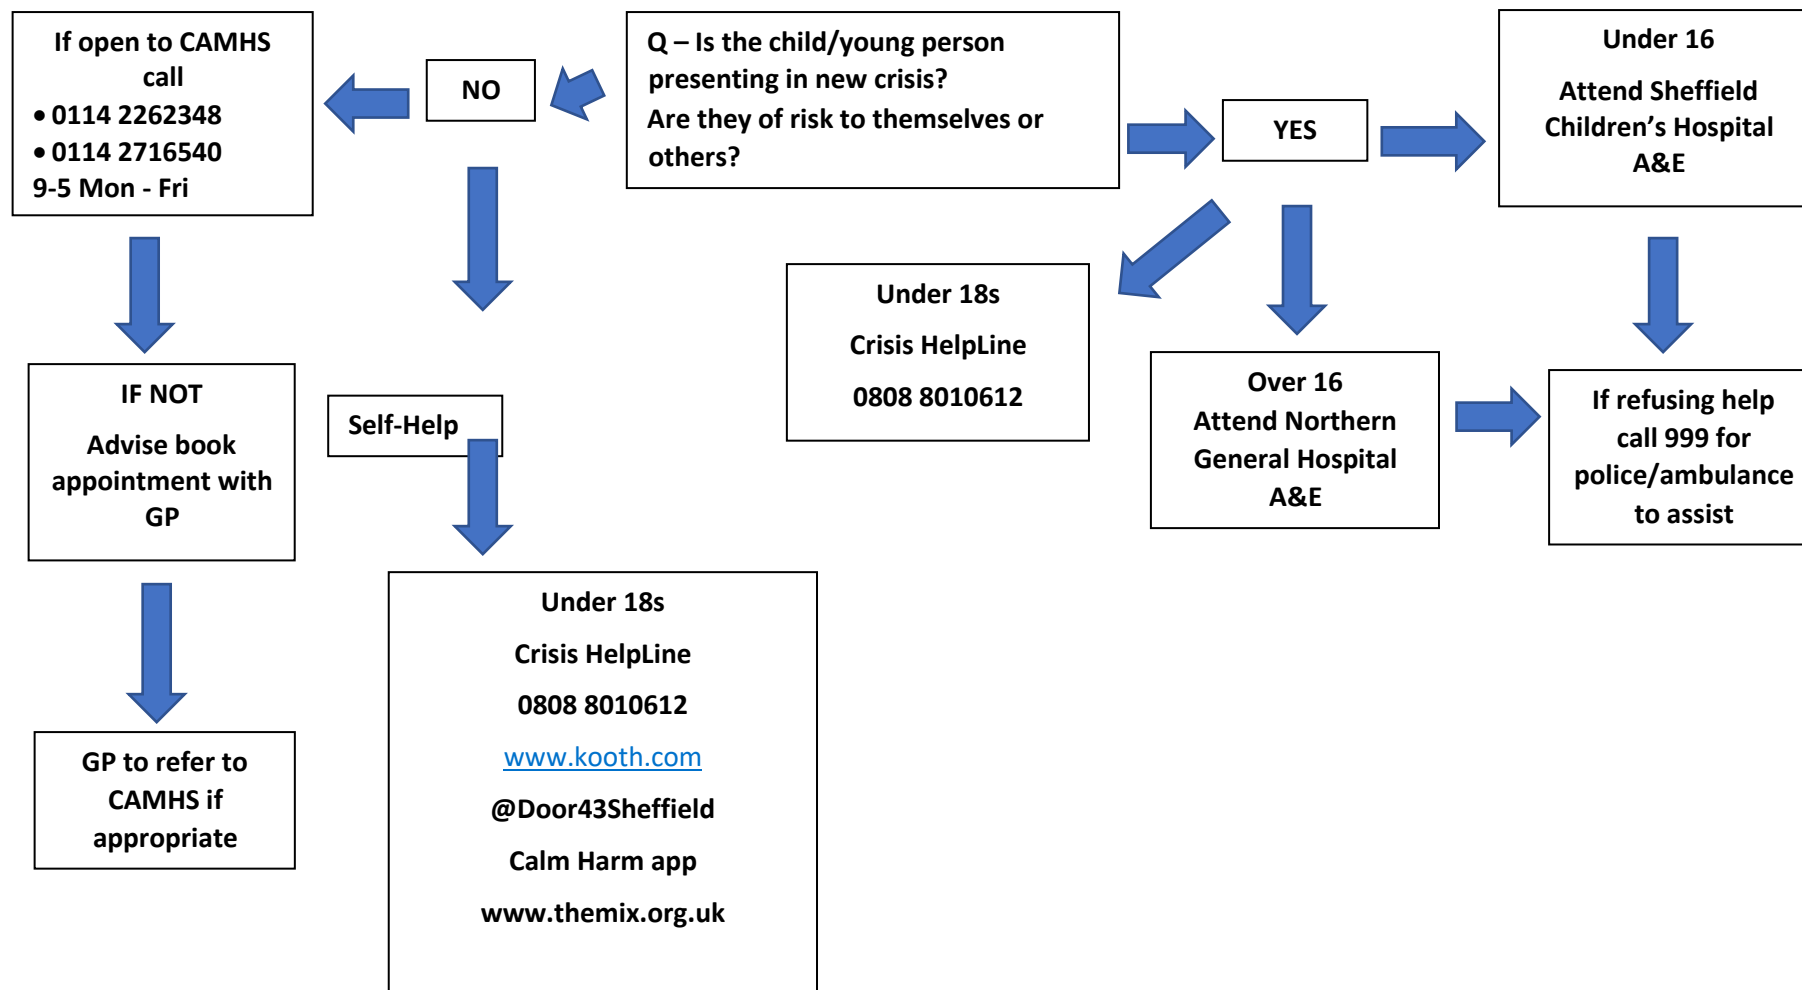 If open to CAMHS
call
• 0114 2262348
• 0114 2716540
9-5 Mon - Fri
NO
Q – Is the child/young person
presenting in new crisis?
Are they of risk to themselves or
others?
YES
Under 16
Attend Sheffield
Children’s Hospital
A&E
Under 18s
Crisis HelpLine
0808 8010612
Over 16
Attend Northern
General Hospital
A&E
If refusing help
call 999 for
police/ambulance
to assist
IF NOT
Advise book
appointment with
GP
Self-Help
Under 18s
Crisis HelpLine
0808 8010612
www.kooth.com
@Door43Sheffield
Calm Harm app
www.themix.org.uk
GP to refer to
CAMHS if
appropriate